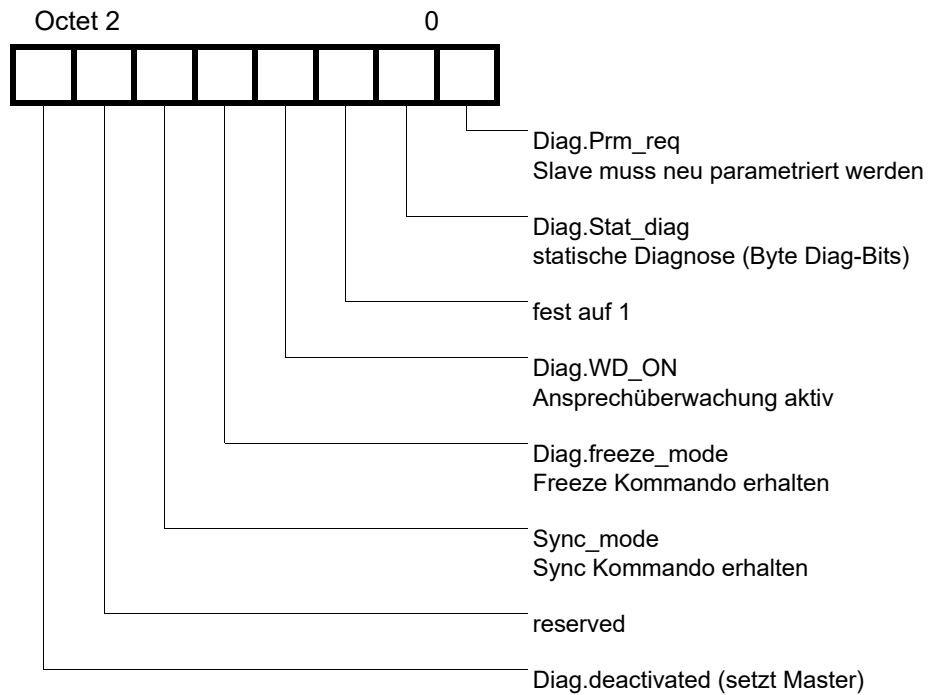 Octet 2 0
Diag.Prm_req
Slave muss neu parametriert werden
Diag.Stat_diag
statische Diagnose (Byte Diag-Bits)
fest auf 1
Diag.WD_ON
Ansprechüberwachung aktiv
Diag.freeze_mode
Freeze Kommando erhalten
Sync_mode
Sync Kommando erhalten
reserved
Diag.deactivated (setzt Master)